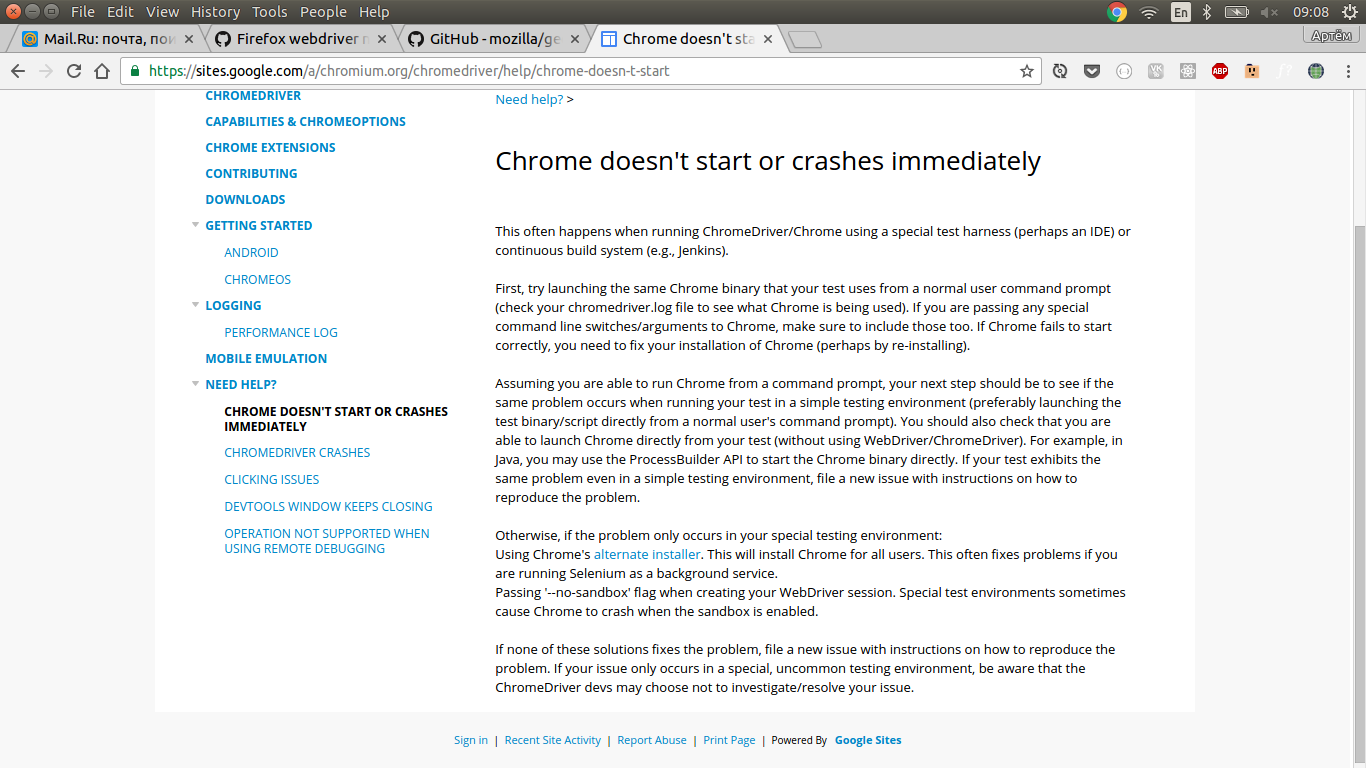 File Edit View History Tools People Help
En
09:08
Mail.Ru: почта, пои
Firefox webdriver n
GitHub - mozilla/ge
Chrome doesn't sta
Артём
https://sites.google.com/a/chromium.org/chromedriver/help/chrome-doesn-t-start
ABP
CHROMEDRIVER
CAPABILITIES & CHROMEOPTIONS
CHROME EXTENSIONS
CONTRIBUTING
DOWNLOADS
GETTING STARTED
ANDROID
CHROMEOS
LOGGING
PERFORMANCE LOG
MOBILE EMULATION
NEED HELP?
CHROME DOESN'T START OR CRASHES
IMMEDIATELY
CHROMEDRIVER CRASHES
CLICKING ISSUES
DEVTOOLS WINDOW KEEPS CLOSING
OPERATION NOT SUPPORTED WHEN
USING REMOTE DEBUGGING
Need help? >
Chrome doesn't start or crashes immediately
This often happens when running ChromeDriver/Chrome using a special test harness (perhaps an IDE) or
continuous build system (e.g., Jenkins).
First, try launching the same Chrome binary that your test uses from a normal user command prompt
(check your chromedriver.log file to see what Chrome is being used). If you are passing any special
command line switches/arguments to Chrome, make sure to include those too. If Chrome fails to start
correctly, you need to fix your installation of Chrome (perhaps by re-installing).
Assuming you are able to run Chrome from a command prompt, your next step should be to see if the
same problem occurs when running your test in a simple testing environment (preferably launching the
test binary/script directly from a normal user's command prompt). You should also check that you are
able to launch Chrome directly from your test (without using WebDriver/ChromeDriver). For example, in
Java, you may use the ProcessBuilder API to start the Chrome binary directly. If your test exhibits the
same problem even in a simple testing environment, file a new issue with instructions on how to
reproduce the problem.
Otherwise, if the problem only occurs in your special testing environment:
Using Chrome's alternate installer. This will install Chrome for all users. This often fixes problems if you
are running Selenium as a background service.
Passing '--no-sandbox' flag when creating your WebDriver session. Special test environments sometimes
cause Chrome to crash when the sandbox is enabled.
If none of these solutions fixes the problem, file a new issue with instructions on how to reproduce the
problem. If your issue only occurs in a special, uncommon testing environment, be aware that the
ChromeDriver devs may choose not to investigate/resolve your issue.
Sign in | Recent Site Activity | Report Abuse | Print Page | Powered By Google Sites